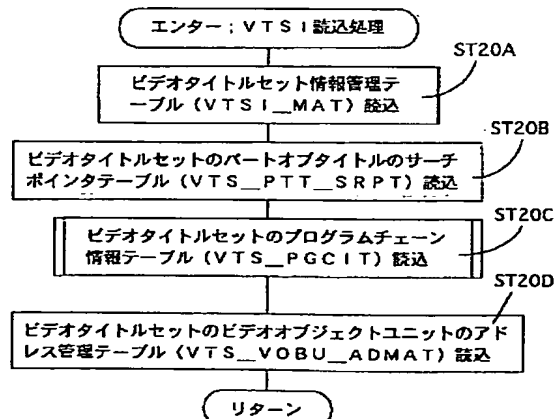 エンター；VTSI読込処理
ST20A
ビデオタイトルセット情報管理テ
ーブル（VTSI__MAT）読込
ST20B
ビデオタイトルセットのパートオブタイトルのサーチ
ポインタテーブル（VTS__PTT__SRPT）読込
ST20C
ビデオタイトルセットのプログラムチェーン
情報テーブル（VTS__PGCIT）読込
ST20D
ビデオタイトルセットのビデオオブジェクトユニットのアド
レス管理テーブル（VTS__VOBU__ADMAT）読込
リターン